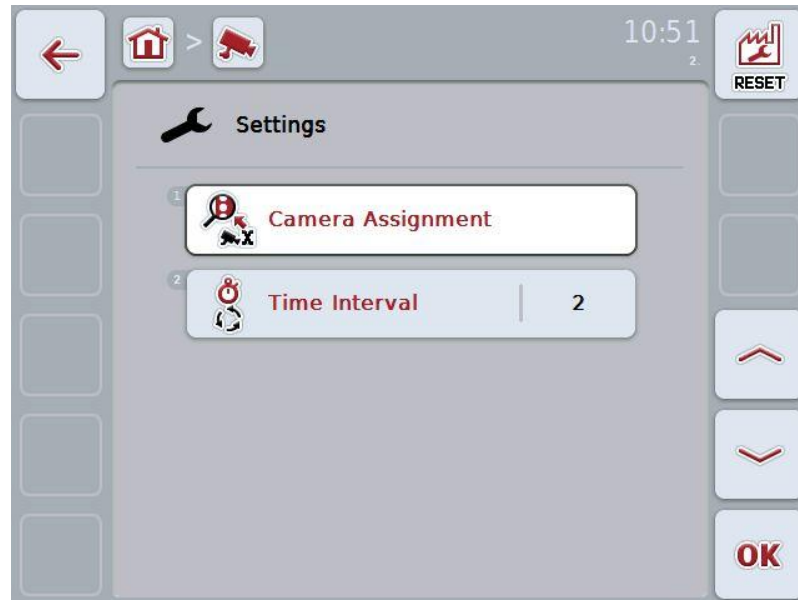 > 10:51
2.
RESET
Settings
1
X
Camera Assignment
2
Time Interval 2
OK